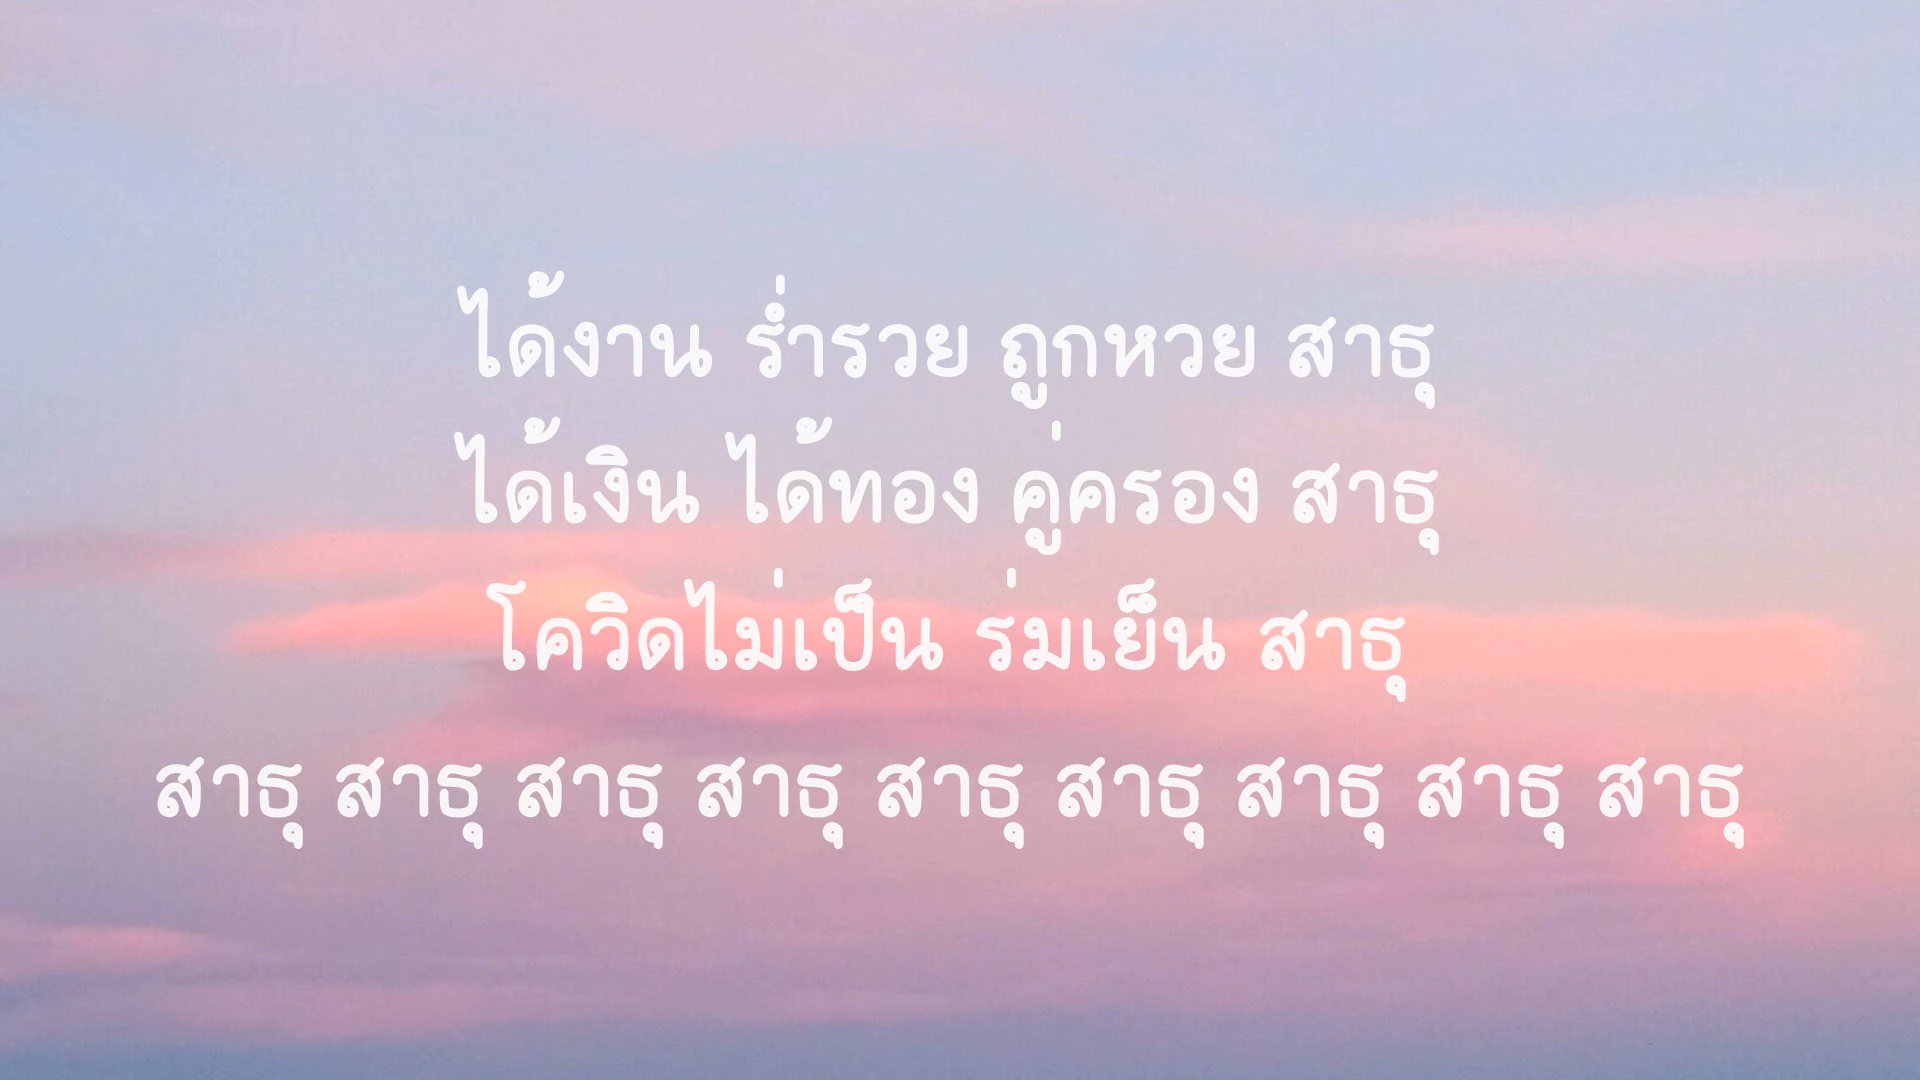 ได้งาน ร่ำรวย ถูกหวย สาธุ
ได้เงิน ได้ทอง คู่ครอง สาธุ
โควิดไม่เป็น ร่มเย็น สาธุ
สาธุ สาธุ สาธุ สาธุ สาธุ สาธุ สาธุ สาธุ สาธุ